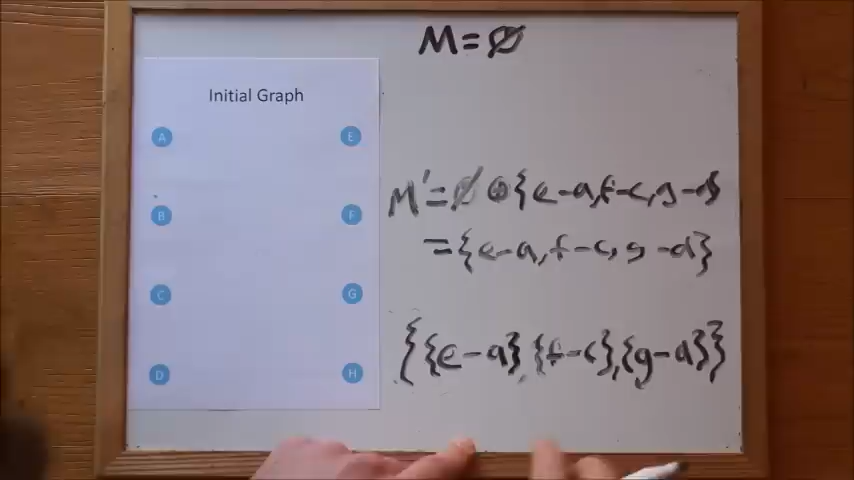 M=∅
Initial Graph
A
E
B
F
C
G
D
H
M'=∅⊕{e-a,f-c,g-d}
={e-a,f-c,g-d}
{{e-a},{f-c},{g-d}}